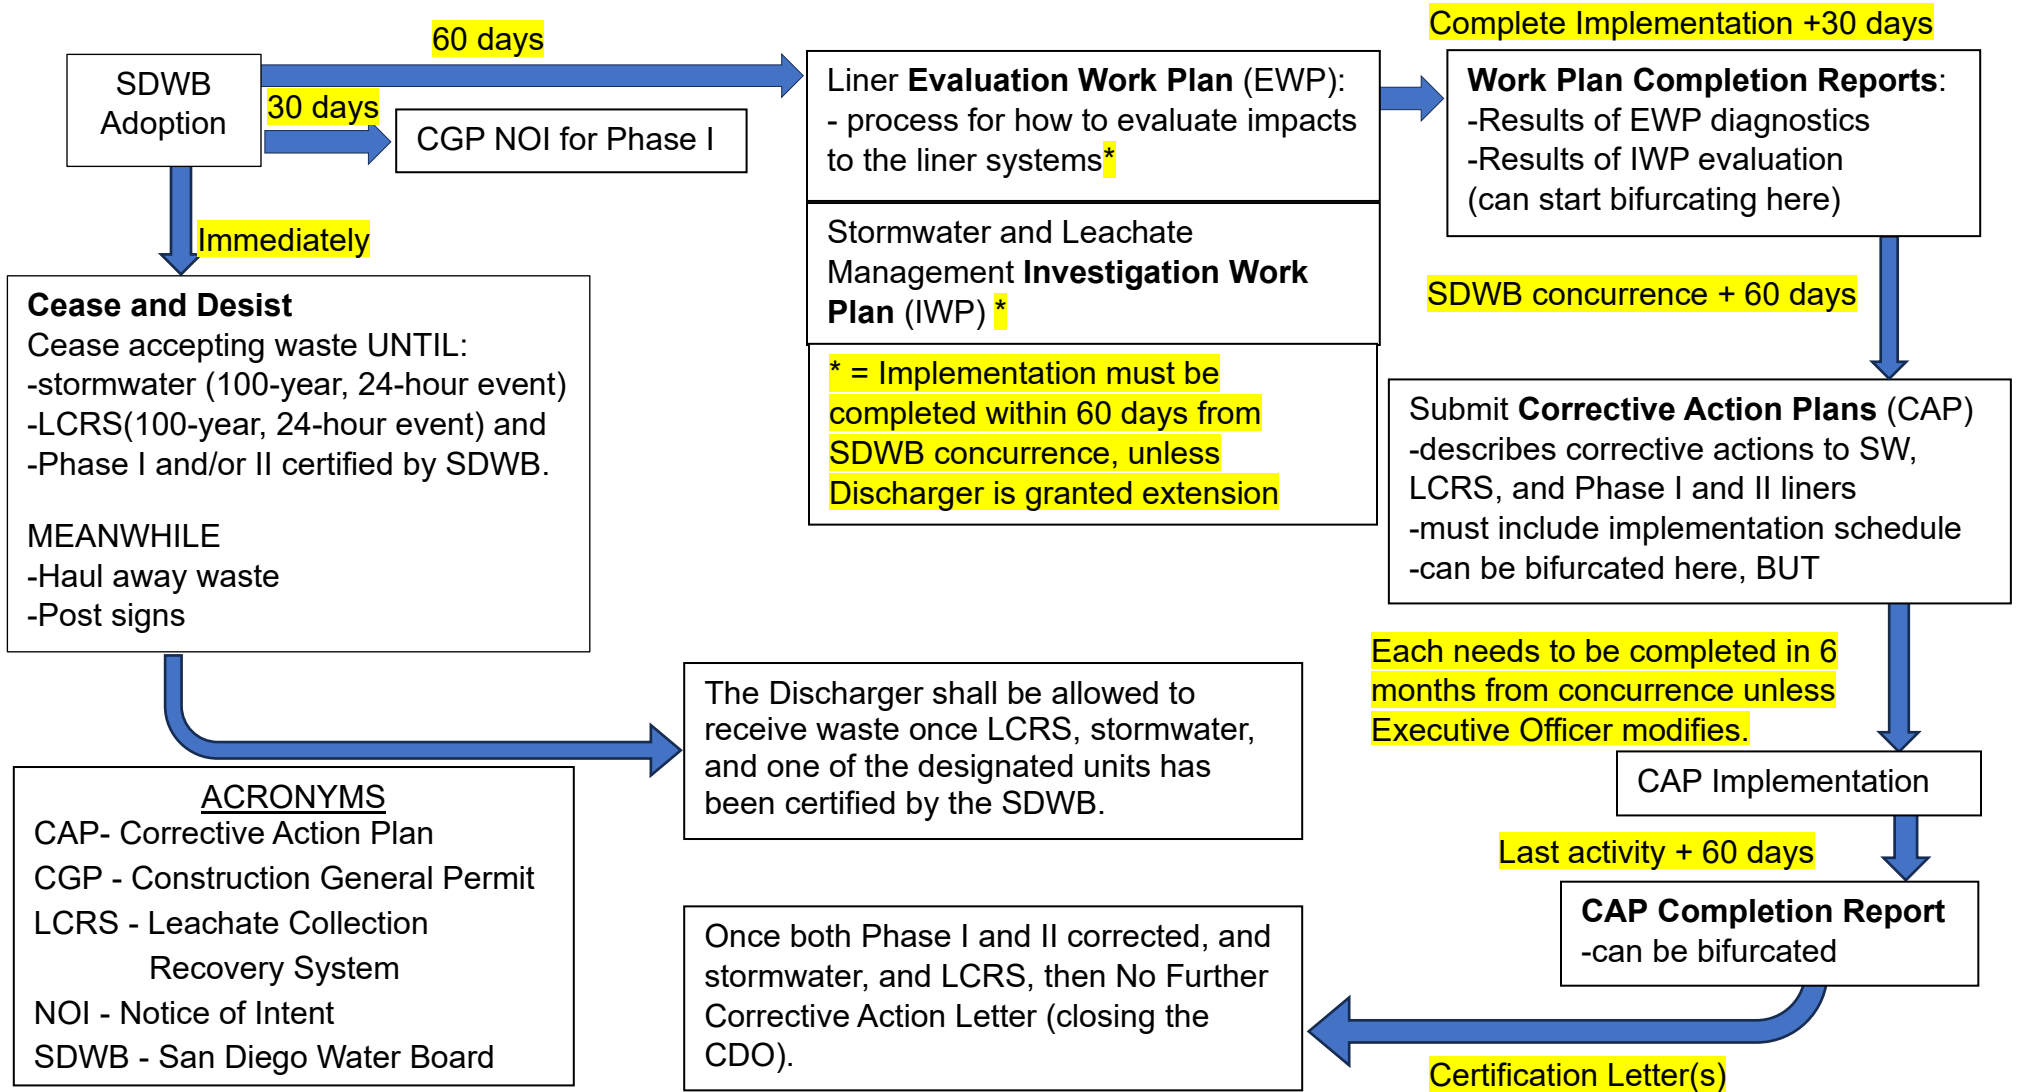 SDWB
Adoption
60 days
30 days
CGP NOI for Phase I
Immediately
Liner Evaluation Work Plan (EWP):
- process for how to evaluate impacts
to the liner systems*
Stormwater and Leachate
Management Investigation Work
Plan (IWP) *
* = Implementation must be
completed within 60 days from
SDWB concurrence, unless
Discharger is granted extension
Complete Implementation +30 days
Work Plan Completion Reports:
-Results of EWP diagnostics
-Results of IWP evaluation
(can start bifurcating here)
SDWB concurrence + 60 days
Submit Corrective Action Plans (CAP)
-describes corrective actions to SW,
LCRS, and Phase I and II liners
-must include implementation schedule
-can be bifurcated here, BUT
Each needs to be completed in 6
months from concurrence unless
Executive Officer modifies.
CAP Implementation
Last activity + 60 days
CAP Completion Report
-can be bifurcated
Certification Letter(s)
Cease and Desist
Cease accepting waste UNTIL:
-stormwater (100-year, 24-hour event)
-LCRS(100-year, 24-hour event) and
-Phase I and/or II certified by SDWB.
MEANWHILE
-Haul away waste
-Post signs
The Discharger shall be allowed to
receive waste once LCRS, stormwater,
and one of the designated units has
been certified by the SDWB.
Once both Phase I and II corrected, and
stormwater, and LCRS, then No Further
Corrective Action Letter (closing the
CDO).
ACRONYMS
CAP- Corrective Action Plan
CGP - Construction General Permit
LCRS - Leachate Collection
Recovery System
NOI - Notice of Intent
SDWB - San Diego Water Board